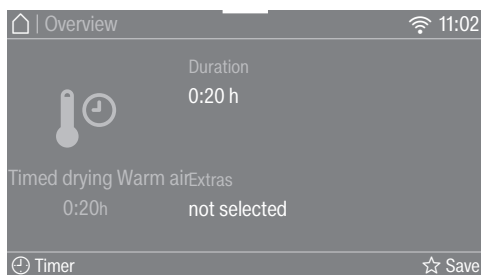 | Overview 11:02
Duration
0:20 h
Timed drying Warm air
0:20h
Extras
not selected
Timer Save